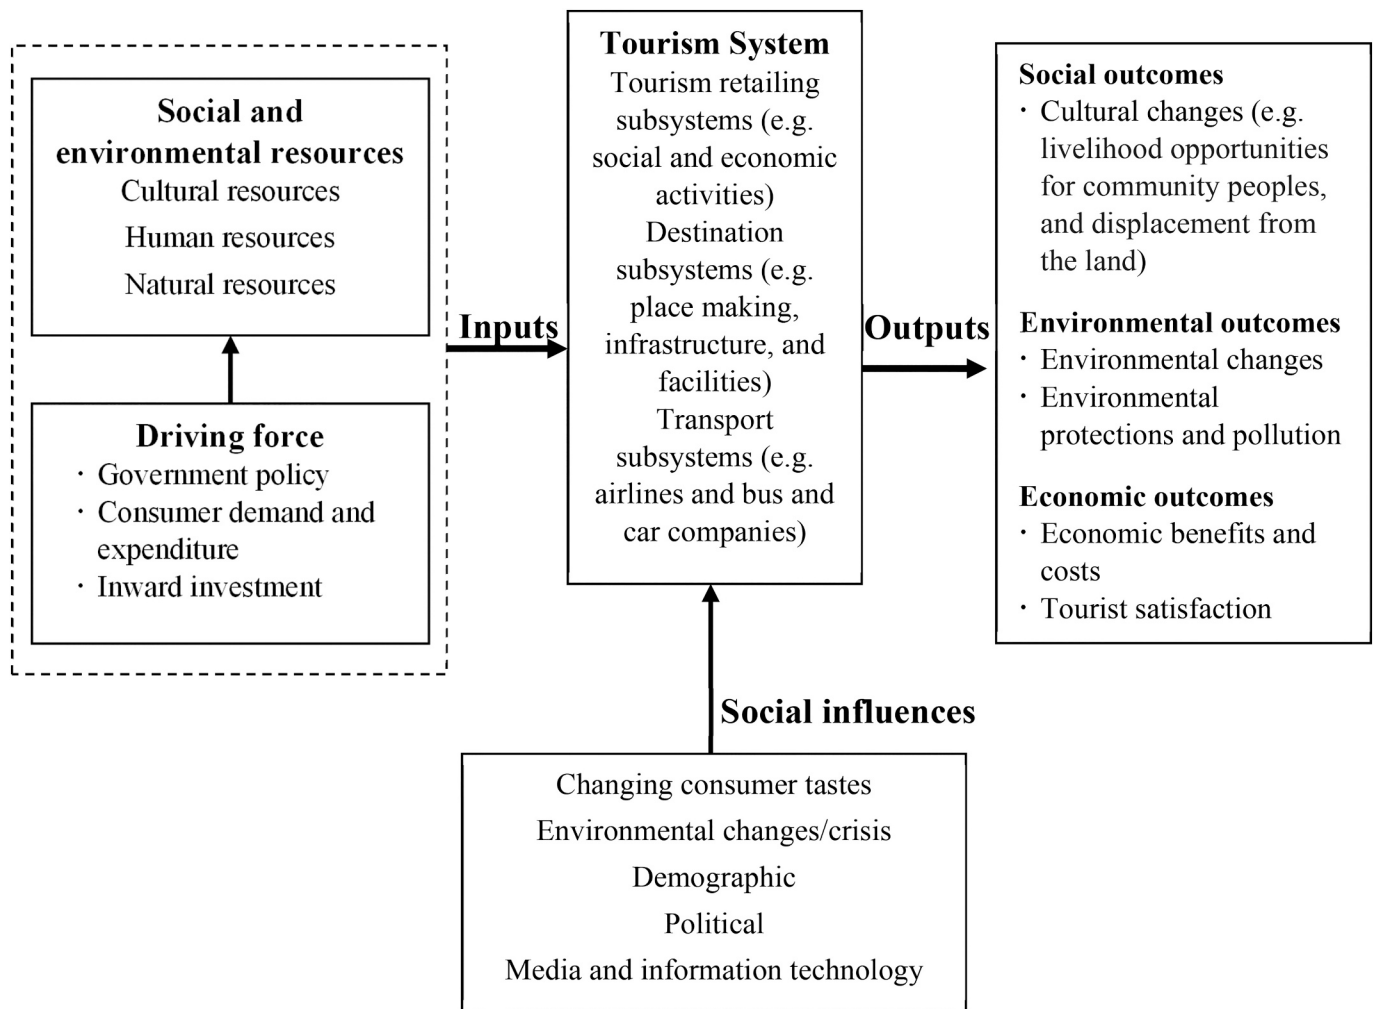 Social and
environmental resources
Cultural resources
Human resources
Natural resources
Driving force
· Government policy
· Consumer demand and
expenditure
· Inward investment
Inputs
Tourism System
Tourism retailing
subsystems (e.g.
social and economic
activities)
Destination
subsystems (e.g.
place making,
infrastructure, and
facilities)
Transport
subsystems (e.g.
airlines and bus and
car companies)
Outputs
Social outcomes
· Cultural changes (e.g.
livelihood opportunities
for community peoples,
and displacement from
the land)
Environmental outcomes
· Environmental changes
· Environmental
protections and pollution
Economic outcomes
· Economic benefits and
costs
· Tourist satisfaction
Social influences
Changing consumer tastes
Environmental changes/crisis
Demographic
Political
Media and information technology